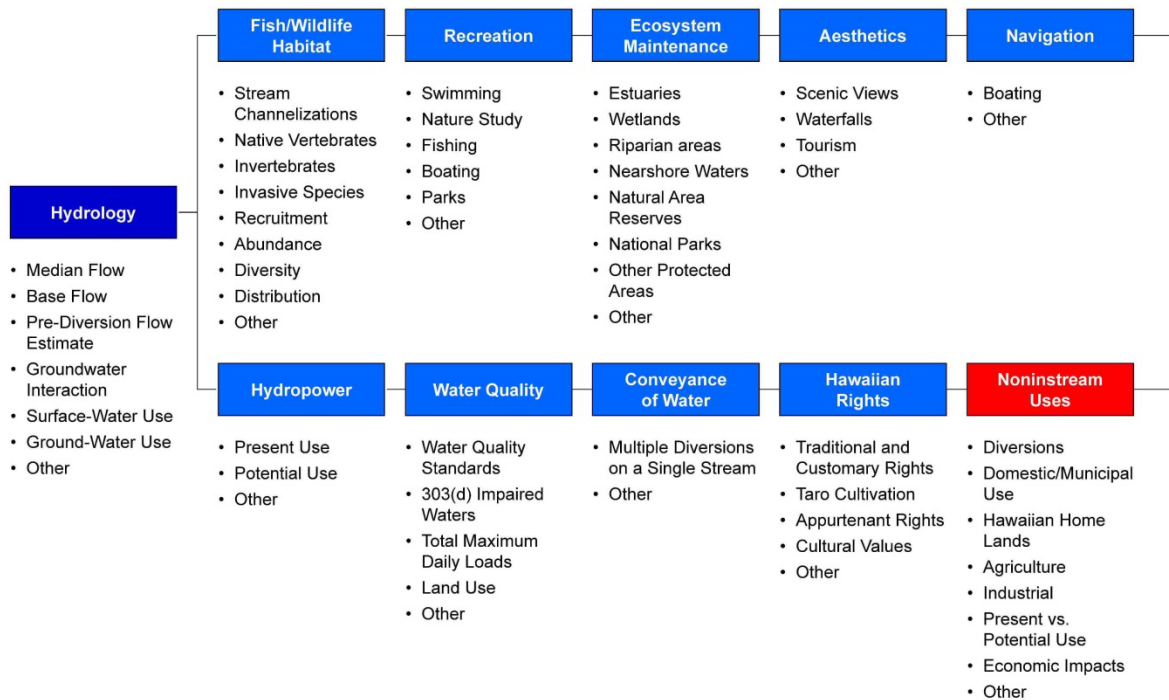 Fish/Wildlife
Habitat
• Stream
Channelizations
• Native Vertebrates
• Invertebrates
• Invasive Species
• Recruitment
• Abundance
• Diversity
• Distribution
• Other
Recreation
• Swimming
• Nature Study
• Fishing
• Boating
• Parks
• Other
Ecosystem
Maintenance
• Estuaries
• Wetlands
• Riparian areas
• Nearshore Waters
• Natural Area
Reserves
• National Parks
• Other Protected
Areas
• Other
Aesthetics
• Scenic Views
• Waterfalls
• Tourism
• Other
Navigation
• Boating
• Other
Hydrology
• Median Flow
• Base Flow
• Pre-Diversion Flow
Estimate
• Groundwater
Interaction
• Surface-Water Use
• Ground-Water Use
• Other
Hydropower
• Present Use
• Potential Use
• Other
Water Quality
• Water Quality
Standards
• 303(d) Impaired
Waters
• Total Maximum
Daily Loads
• Land Use
• Other
Conveyance
of Water
• Multiple Diversions
on a Single Stream
• Other
Hawaiian
Rights
• Traditional and
Customary Rights
• Taro Cultivation
• Appurtenant Rights
• Cultural Values
• Other
Noninstream
Uses
• Diversions
• Domestic/Municipal
Use
• Hawaiian Home
Lands
• Agriculture
• Industrial
• Present vs.
Potential Use
• Economic Impacts
• Other